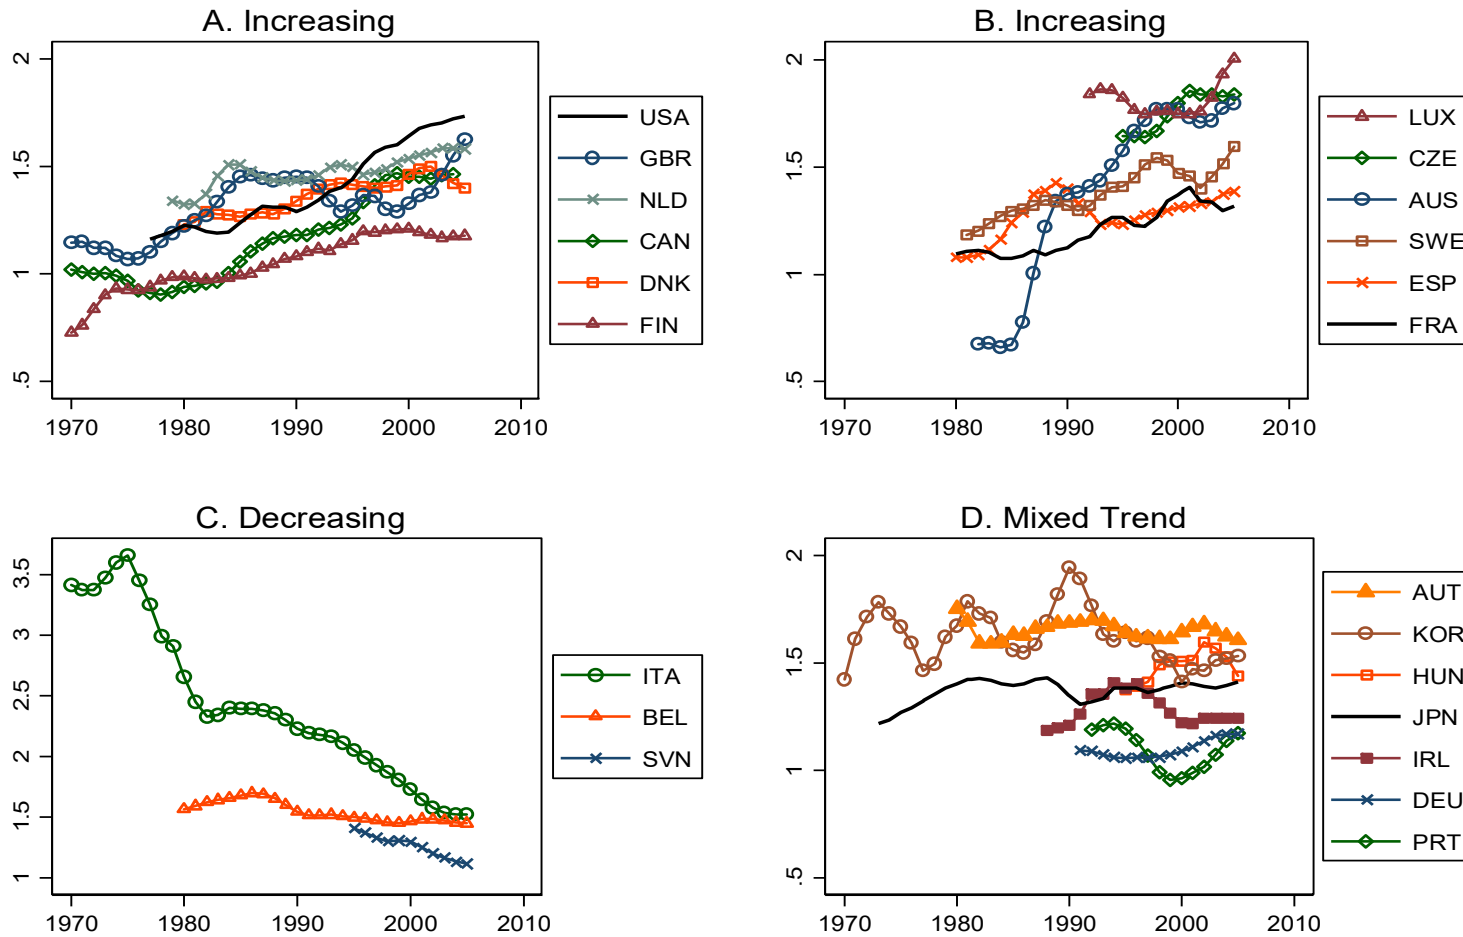 A. Increasing
2
1.5
1
.5
1970 1980 1990 2000 2010
USA
GBR
NLD
CAN
DNK
FIN
B. Increasing
2
1.5
1
.5
1970 1980 1990 2000 2010
LUX
CZE
AUS
SWE
ESP
FRA
C. Decreasing
3.5
3
2.5
2
1.5
1
1970 1980 1990 2000 2010
ITA
BEL
SVN
D. Mixed Trend
2
1.5
1
.5
1970 1980 1990 2000 2010
AUT
KOR
HUN
JPN
IRL
DEU
PRT